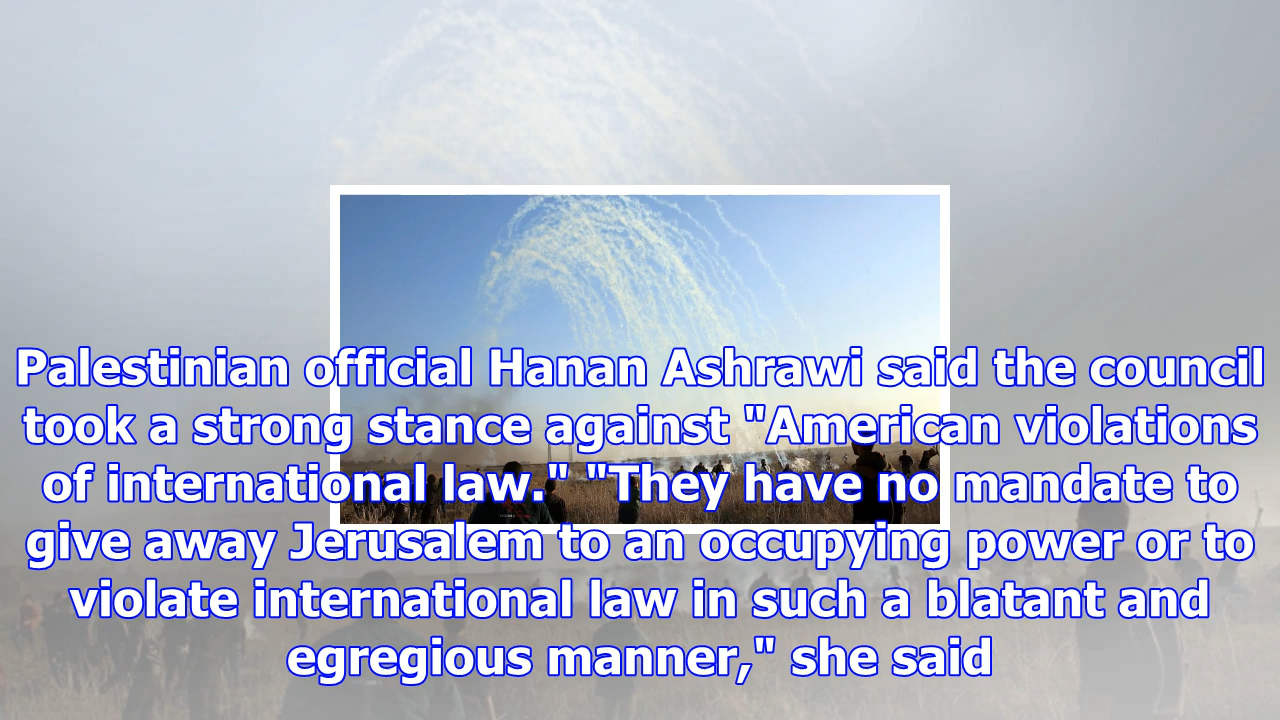 Palestinian official Hanan Ashrawi said the council
took a strong stance against "American violations
of international law." "They have no mandate to
give away Jerusalem to an occupying power or to
violate international law in such a blatant and
egregious manner," she said